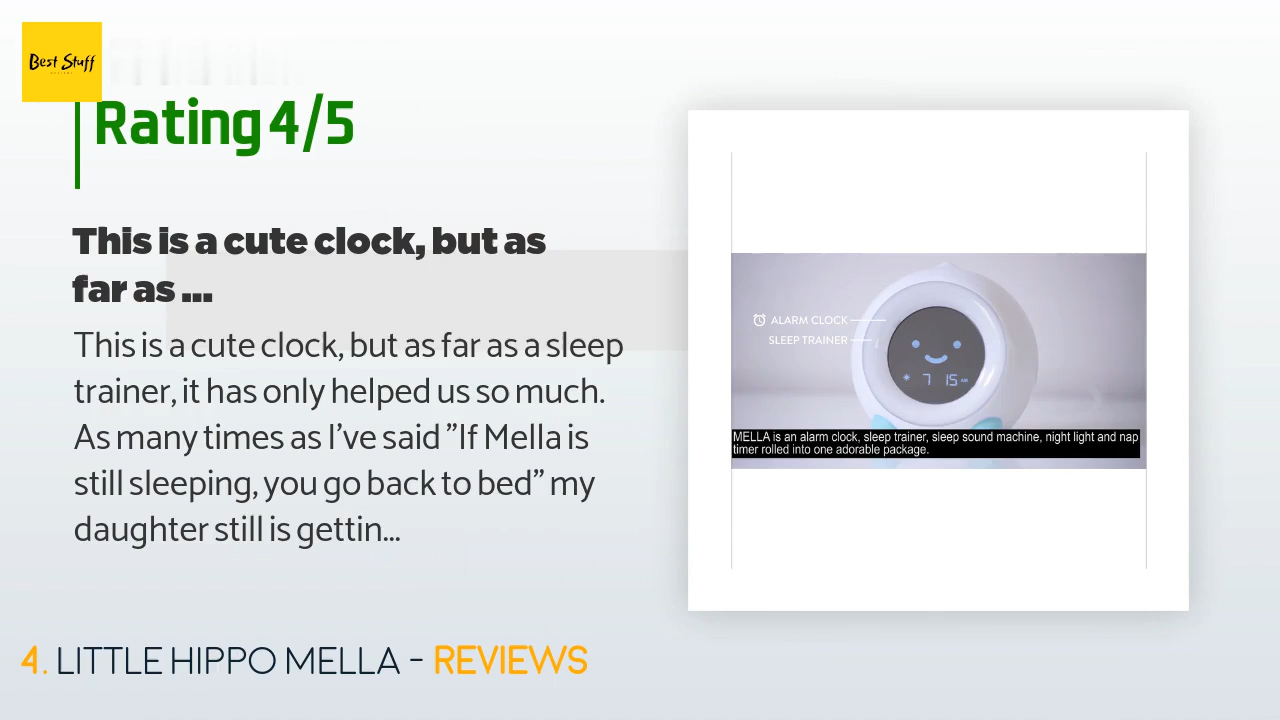 Best Stuff
Rating 4/5
This is a cute clock, but as
far as ...
This is a cute clock, but as far as a sleep
trainer, it has only helped us so much.
As many times as I've said "If Mella is
still sleeping, you go back to bed" my
daughter still is gettin...
ALARM CLOCK
SLEEP TRAINER
7 15 AM
MELLA is an alarm clock, sleep trainer, sleep sound machine, night light and nap
timer rolled into one adorable package.
4. LITTLE HIPPO MELLA - REVIEWS